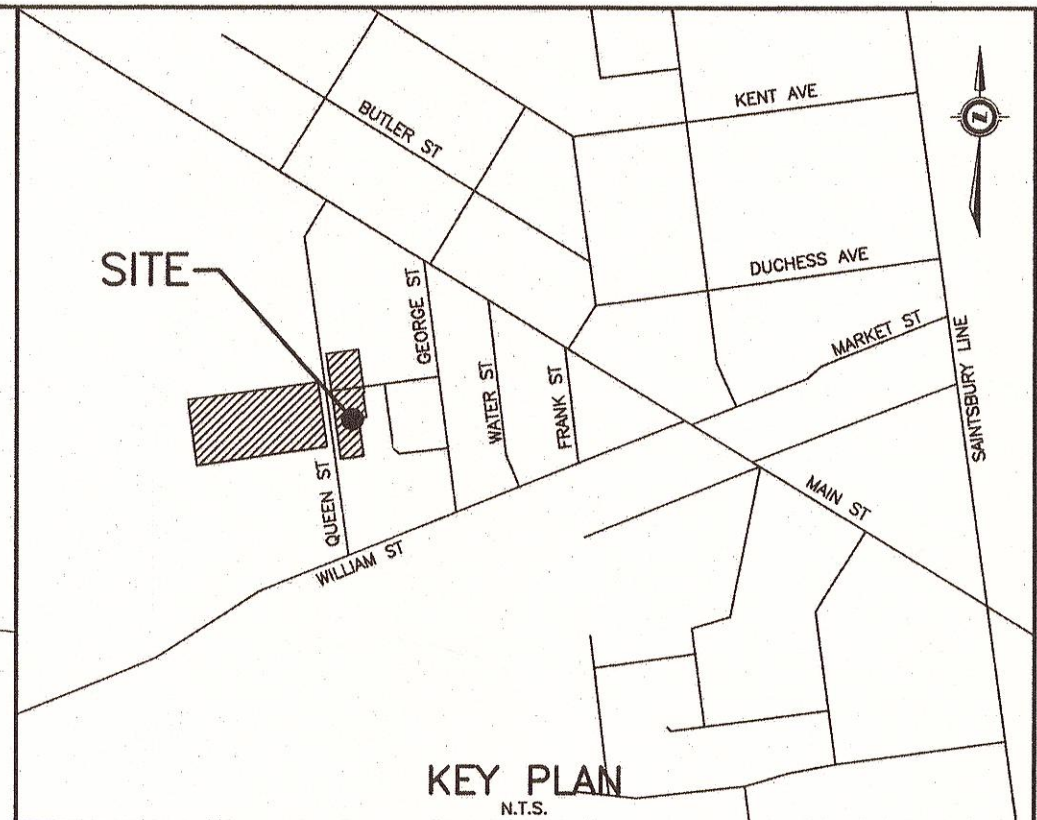 KENT AVE
BUTLER ST
N
SITE
DUCHESS AVE
GEORGE ST
MARKET ST
WATER ST
FRANK ST
SAINTSBURY LINE
QUEEN ST
MAIN ST
WILLIAM ST
KEY PLAN
N.T.S.